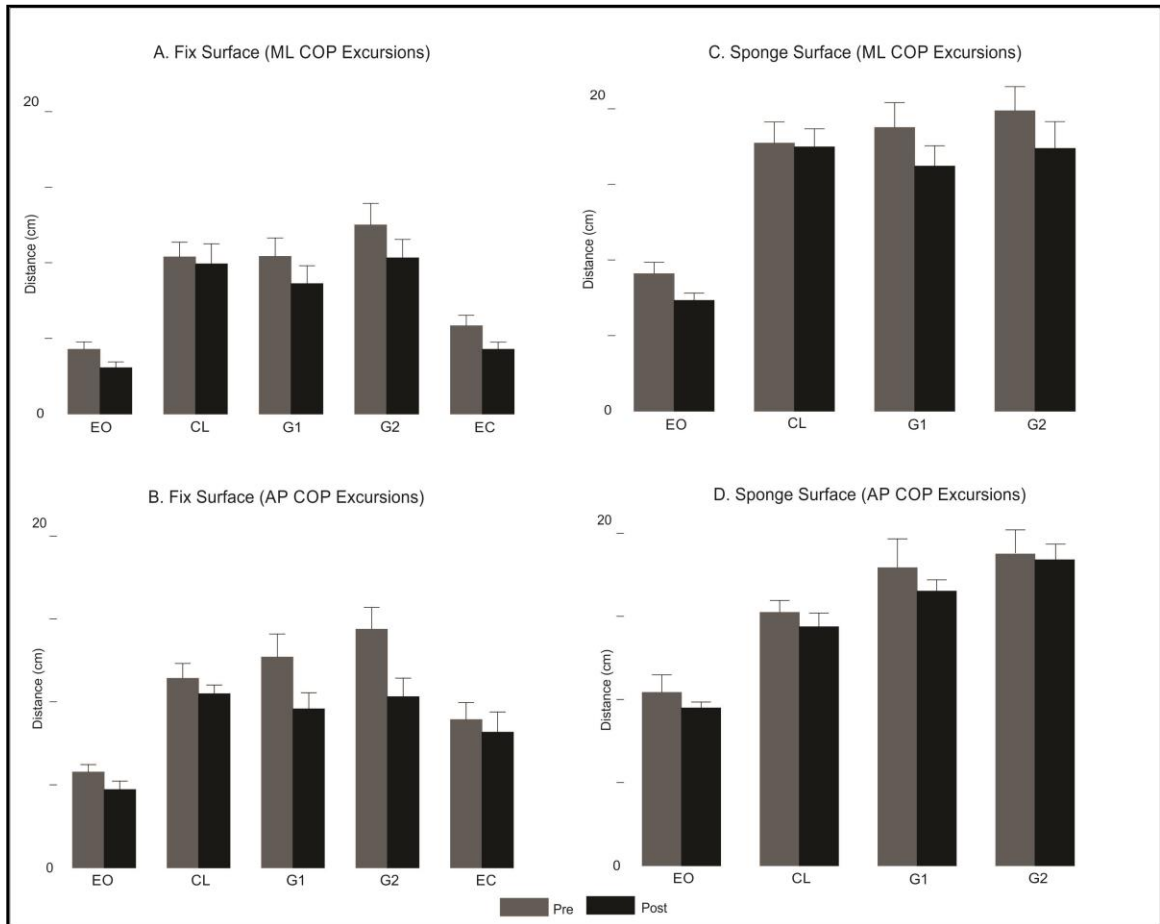 A. Fix Surface (ML COP Excursions)
20
Distance (cm)
0
EO CL G1 G2 EC
B. Fix Surface (AP COP Excursions)
20
Distance (cm)
0
EO CL G1 G2 EC
C. Sponge Surface (ML COP Excursions)
20
Distance (cm)
0
EO CL G1 G2
D. Sponge Surface (AP COP Excursions)
20
Distance (cm)
0
EO CL G1 G2
Pre Post